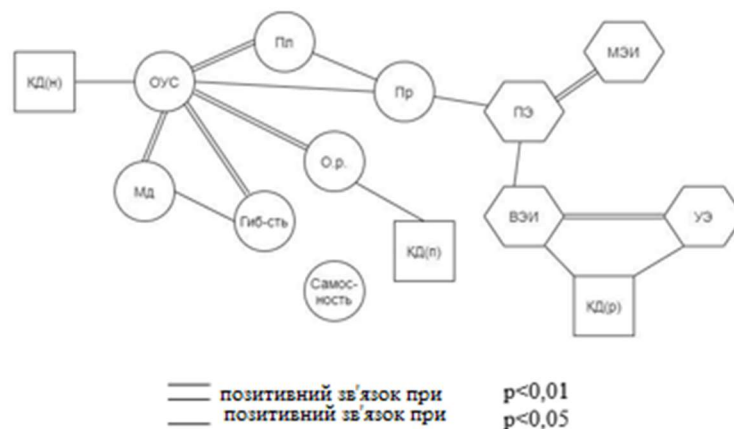 Пл
МЭИ
КД(н)
ОУС
Пр
ПЭ
О.р.
Мд
Гиб-сть
ВЭИ
УЭ
КД(п)
Самос-
ность
КД(р)
позитивний зв'язок при p<0,01
позитивний зв'язок при p<0,05